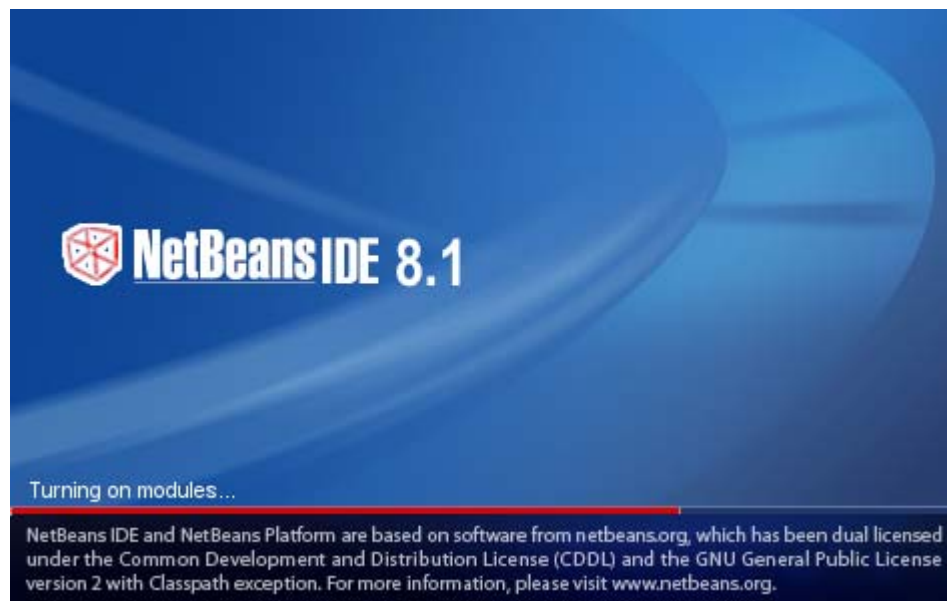 NetBeans IDE 8.1
Turning on modules...
NetBeans IDE and NetBeans Platform are based on software from netbeans.org, which has been dual licensed
under the Common Development and Distribution License (CDDL) and the GNU General Public License
version 2 with Classpath exception. For more information, please visit www.netbeans.org.